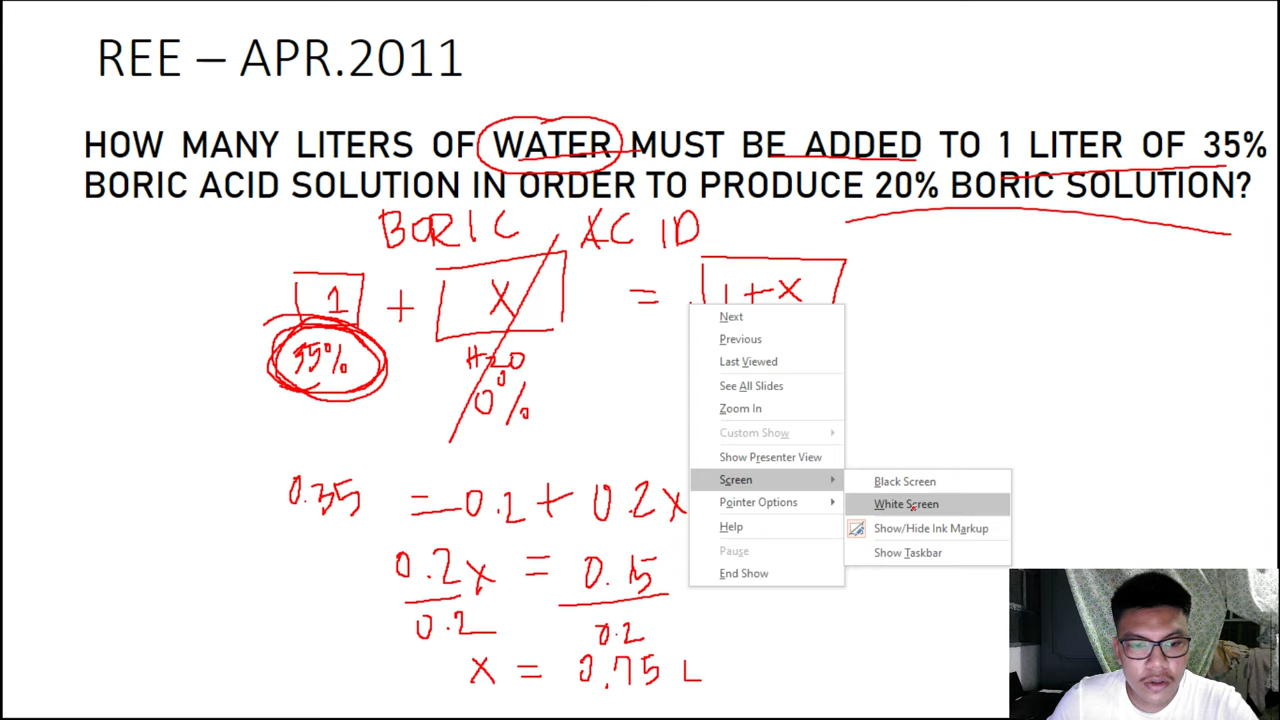 REE – APR.2011
HOW MANY LITERS OF WATER MUST BE ADDED TO 1 LITER OF 35%
BORIC ACID SOLUTION IN ORDER TO PRODUCE 20% BORIC SOLUTION?
BORIC ACID
1 + X = 1+X
35% H20
0%
0.35 = 0.2 + 0.2x
0.2x = 0.15
0.2 0.2
x = 0.75 L
Next
Previous
Last Viewed
See All Slides
Zoom In
Custom Show
Show Presenter View
Screen
Pointer Options
Help
Pause
End Show
Black Screen
White Screen
Show/Hide Ink Markup
Show Taskbar